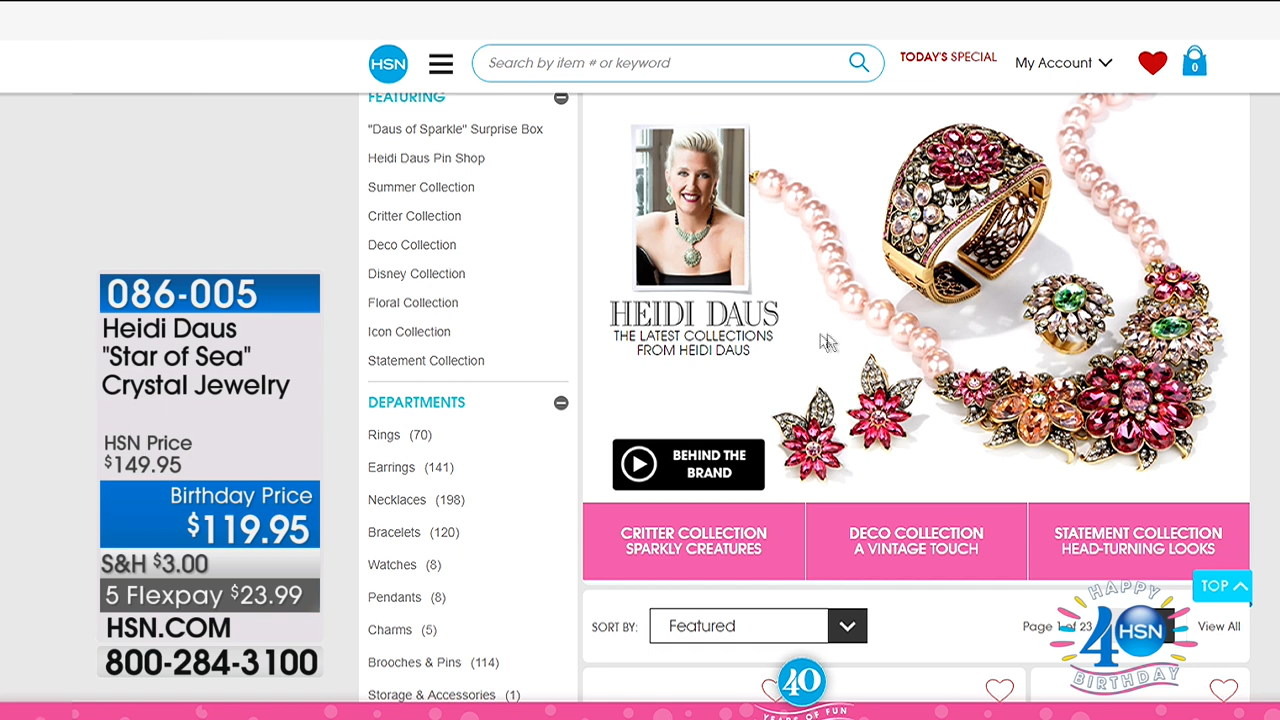 HSN
Search by item # or keyword
TODAY'S SPECIAL
My Account
0
FEATURING
"Daus of Sparkle" Surprise Box
Heidi Daus Pin Shop
Summer Collection
Critter Collection
Deco Collection
Disney Collection
Floral Collection
Icon Collection
Statement Collection
DEPARTMENTS
Rings (70)
Earrings (141)
Necklaces (198)
Bracelets (120)
Watches (8)
Pendants (8)
Charms (5)
Brooches & Pins (114)
Storage & Accessories (1)
086-005
Heidi Daus
"Star of Sea"
Crystal Jewelry
HSN Price
$149.95
Birthday Price
$119.95
S&H $3.00
5 Flexpay $23.99
HSN.COM
800-284-3100
HEIDI DAUS
THE LATEST COLLECTIONS
FROM HEIDI DAUS
BEHIND THE
BRAND
CRITTER COLLECTION
SPARKLY CREATURES
DECO COLLECTION
A VINTAGE TOUCH
STATEMENT COLLECTION
HEAD-TURNING LOOKS
TOP
SORT BY:
Featured
Page 1 of 23
View All
HAPPY
40
HSN
BIRTHDAY
40
YEARS OF FUN